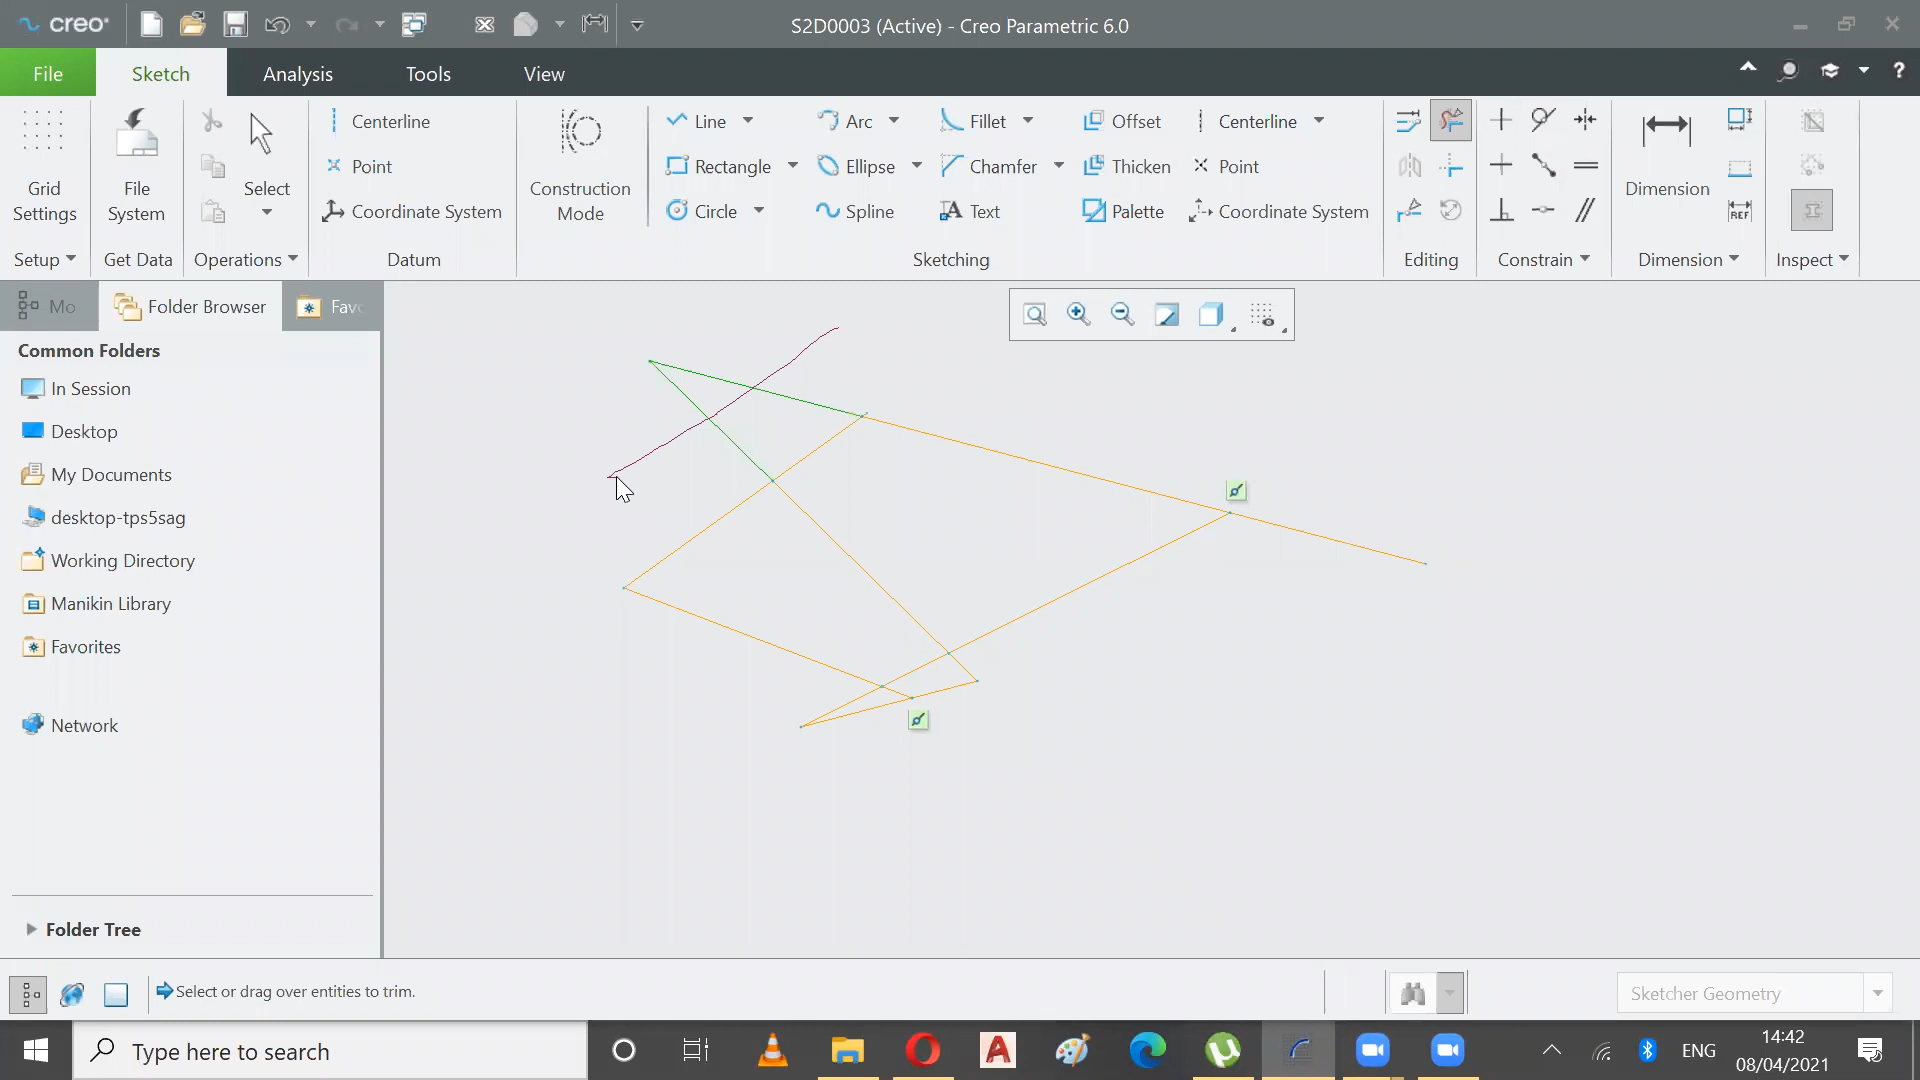 creo
S2D0003 (Active) - Creo Parametric 6.0
File
Sketch
Analysis
Tools
View
?
Grid Settings
File System
Select
Centerline
Point
Coordinate System
Construction Mode
Line
Arc
Fillet
Offset
Centerline
Rectangle
Ellipse
Chamfer
Thicken
Point
Circle
Spline
Text
Palette
Coordinate System
Dimension
REF
Setup
Get Data
Operations
Datum
Sketching
Editing
Constrain
Dimension
Inspect
Mo
Folder Browser
Fav
Common Folders
In Session
Desktop
My Documents
desktop-tps5sag
Working Directory
Manikin Library
Favorites
Network
Folder Tree
Select or drag over entities to trim.
Sketcher Geometry
Type here to search
ENG
14:42
08/04/2021